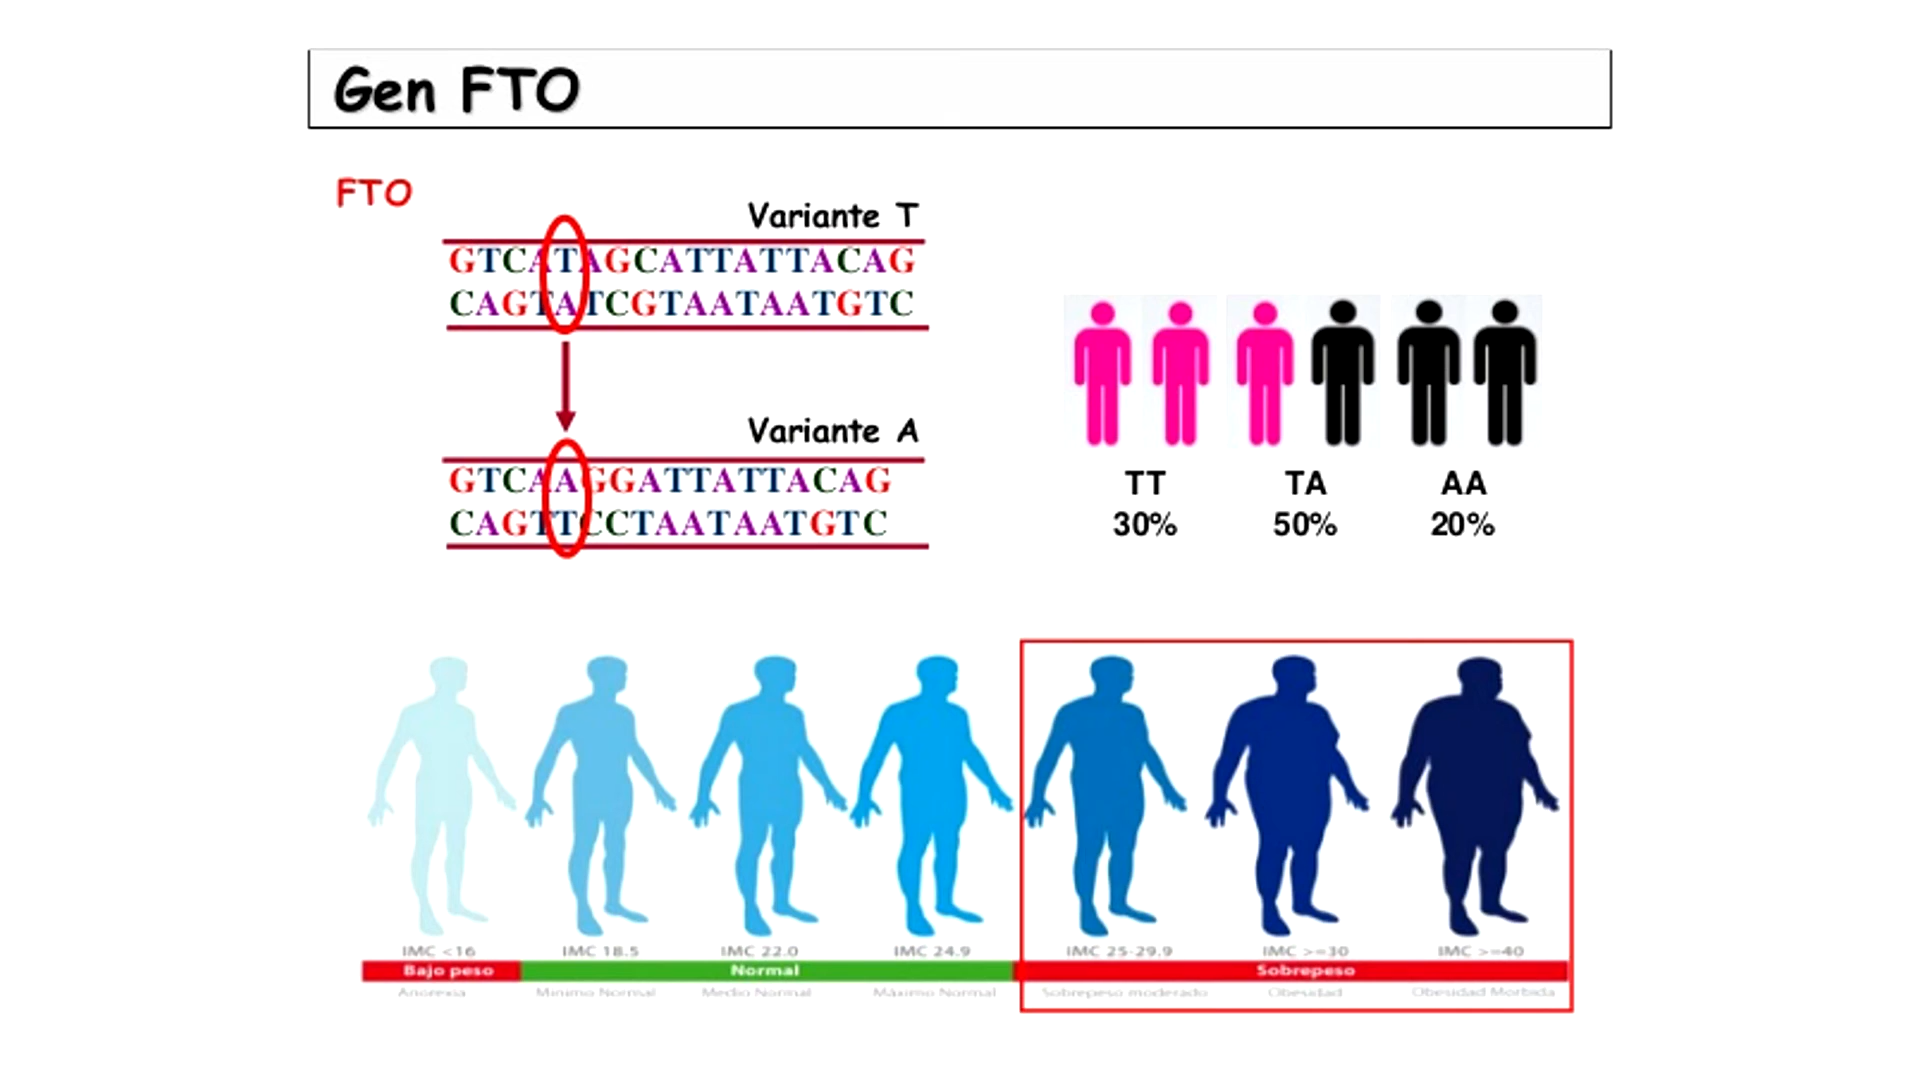 Gen FTO
FTO
Variante T
GTCATAGCATTATTACAG
CAGTATCGTAATAATGTC
Variante A
GTCAAGGATTATTACAG
CAGTTCCTAATAATGTC
TT TA AA
30% 50% 20%
IMC <16 IMC 18.5 IMC 22.0 IMC 24.9 IMC 25-29.9 IMC >=30 IMC >=40
Bajo peso Normal Sobrepeso
Anorexia Mínimo Normal Medio Normal Máximo Normal Sobrepeso moderado Obesidad Obesidad Morbida